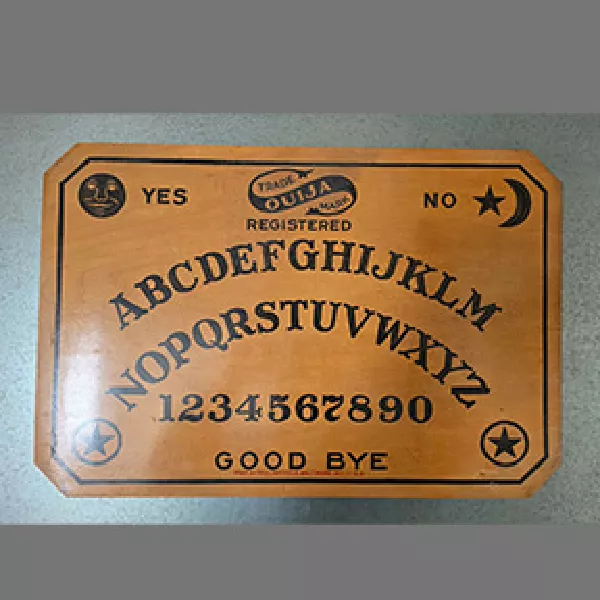 YES
TRADE
OUIJA
MARK
REGISTERED
NO
ABCDEFGHIJKLM
NOPQRSTUVWXYZ
1234567890
GOOD BYE